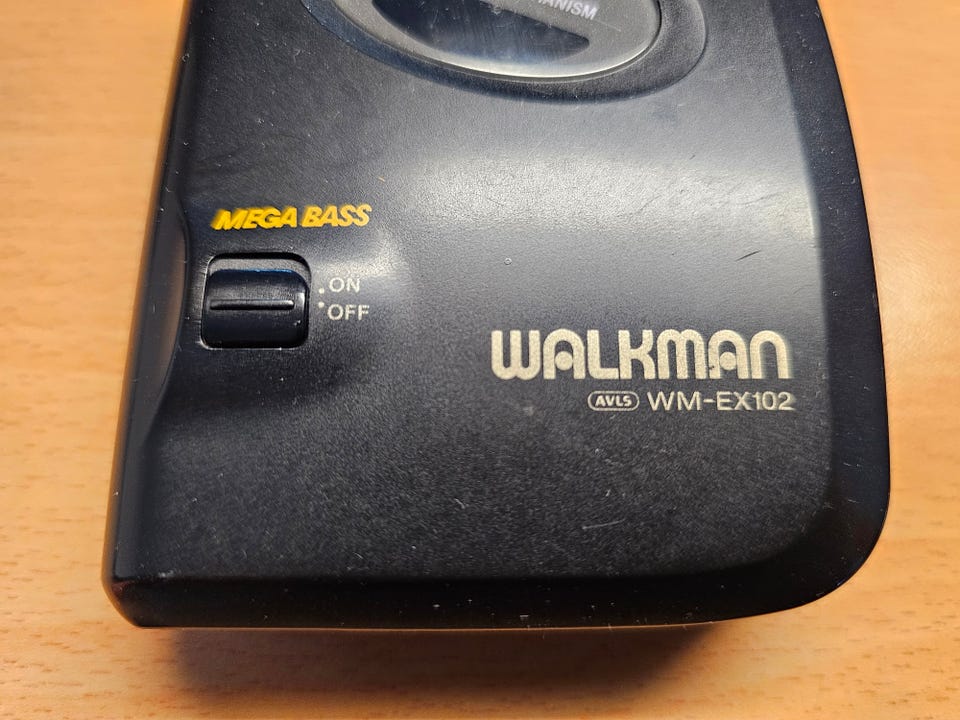 MEGA BASS
ON
OFF
WALKMAN
AVLS WM-EX102